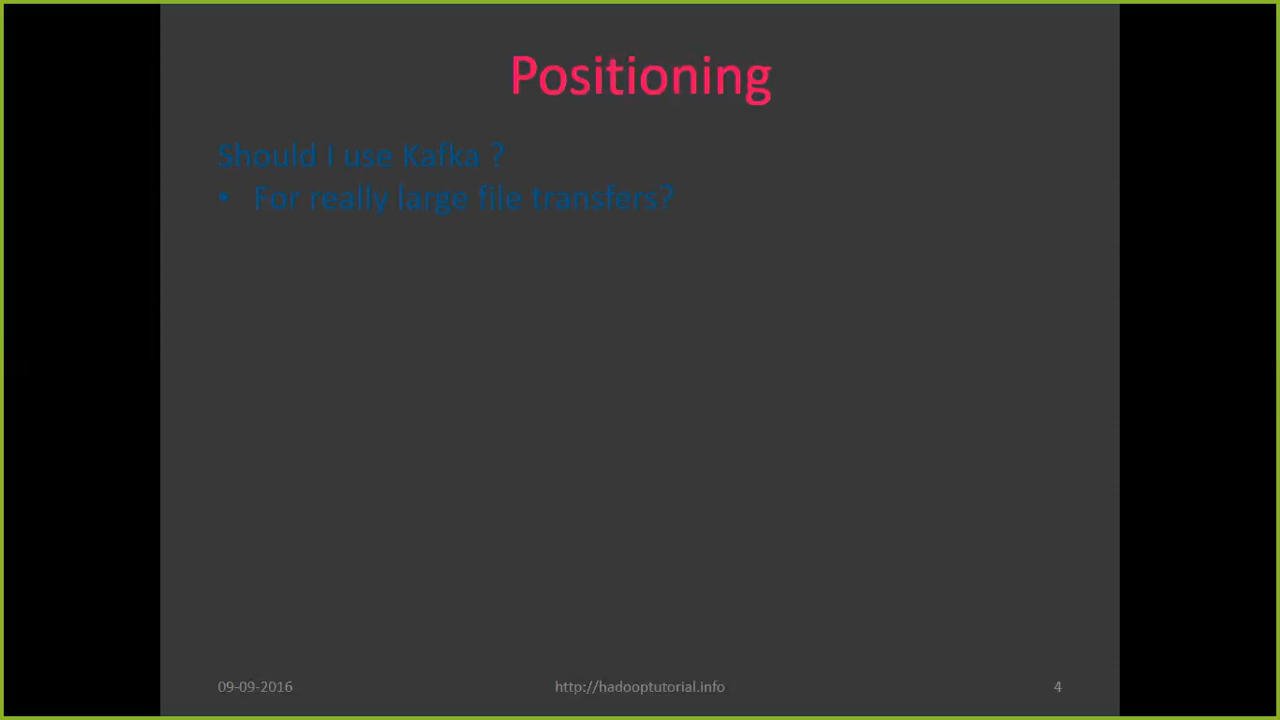 Positioning
Should I use Kafka ?
• For really large file transfers?
09-09-2016
http://hadooptutorial.info
4